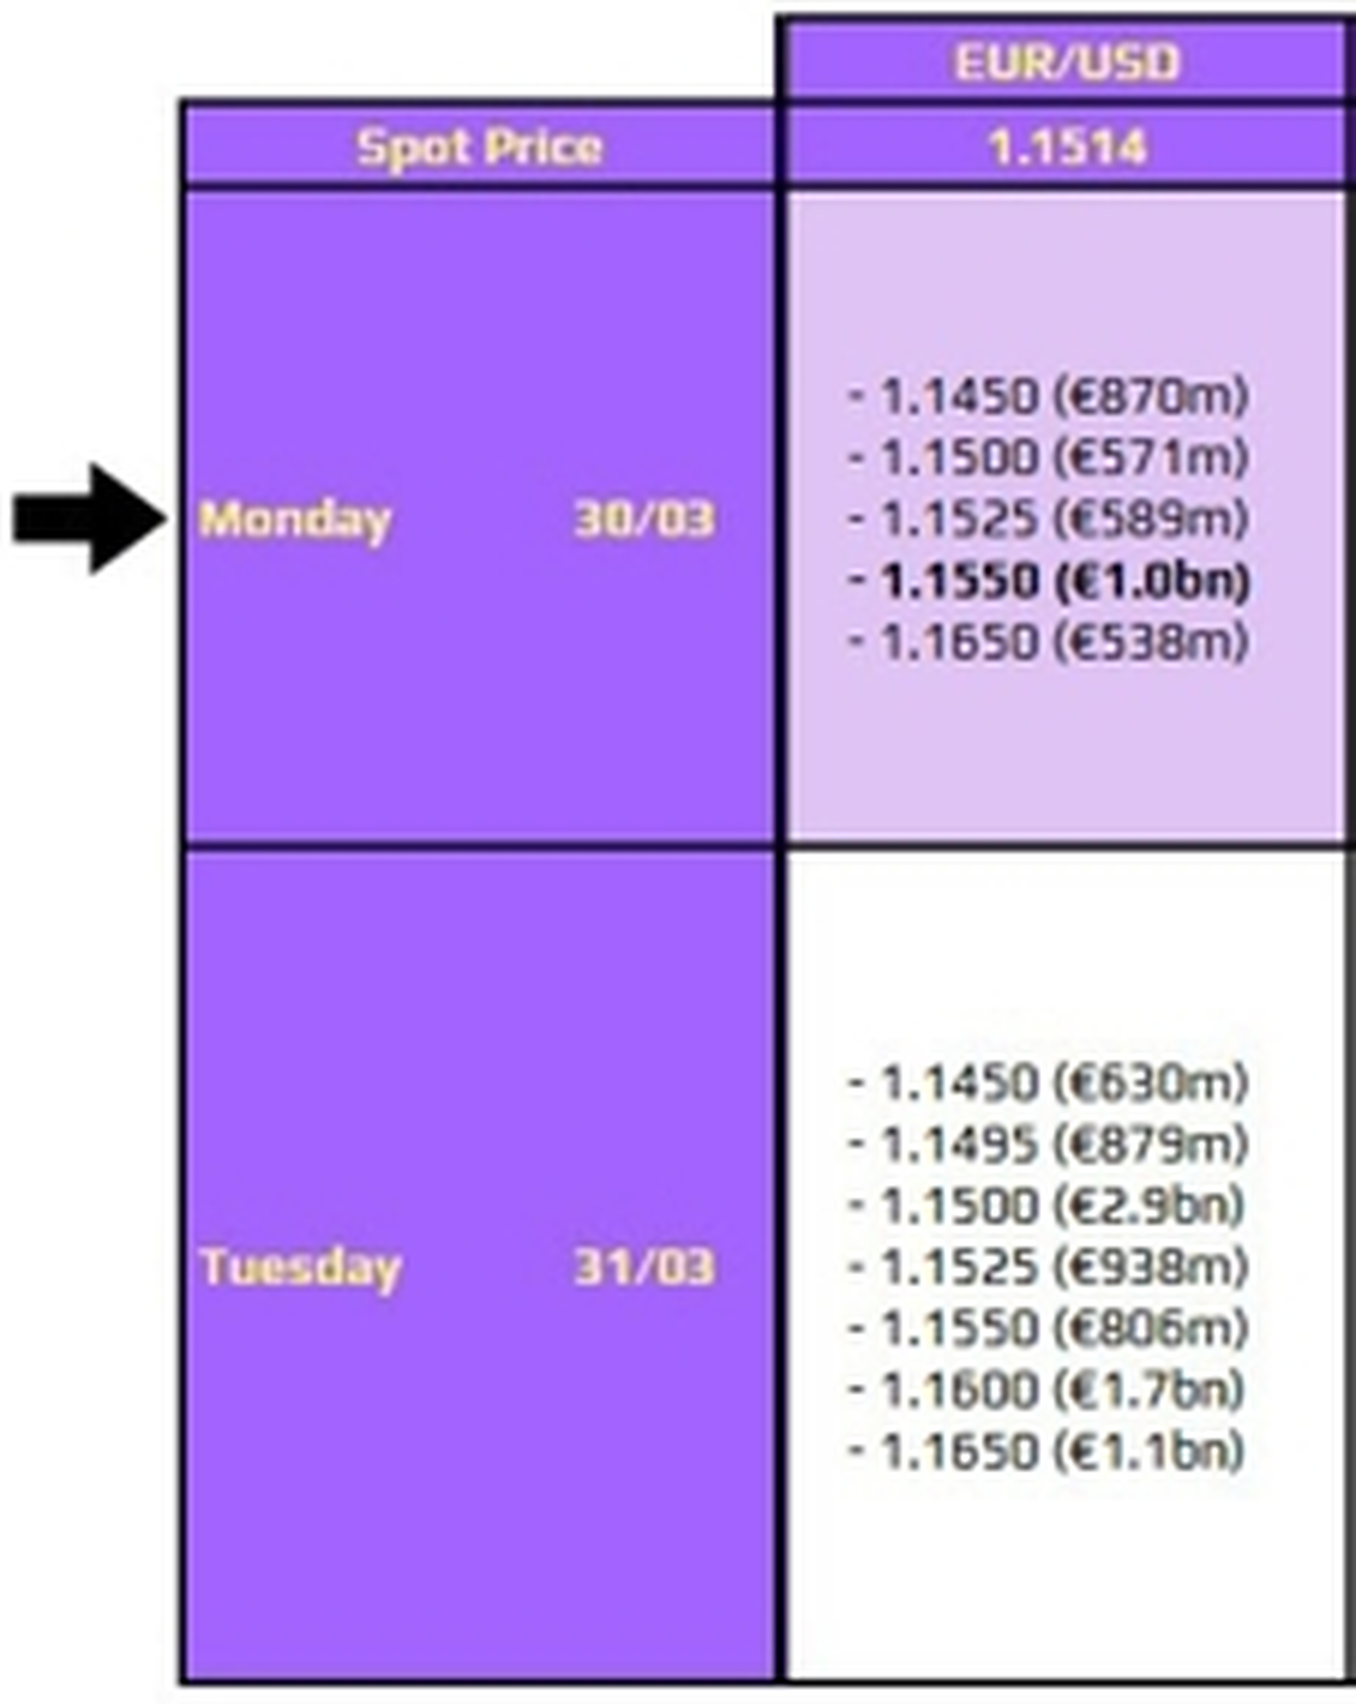 EUR/USD
Spot Price 1.1514
Monday 30/03
- 1.1450 (€870m)
- 1.1500 (€571m)
- 1.1525 (€589m)
- 1.1550 (€1.0bn)
- 1.1650 (€538m)
Tuesday 31/03
- 1.1450 (€630m)
- 1.1495 (€879m)
- 1.1500 (€2.9bn)
- 1.1525 (€938m)
- 1.1550 (€806m)
- 1.1600 (€1.7bn)
- 1.1650 (€1.1bn)